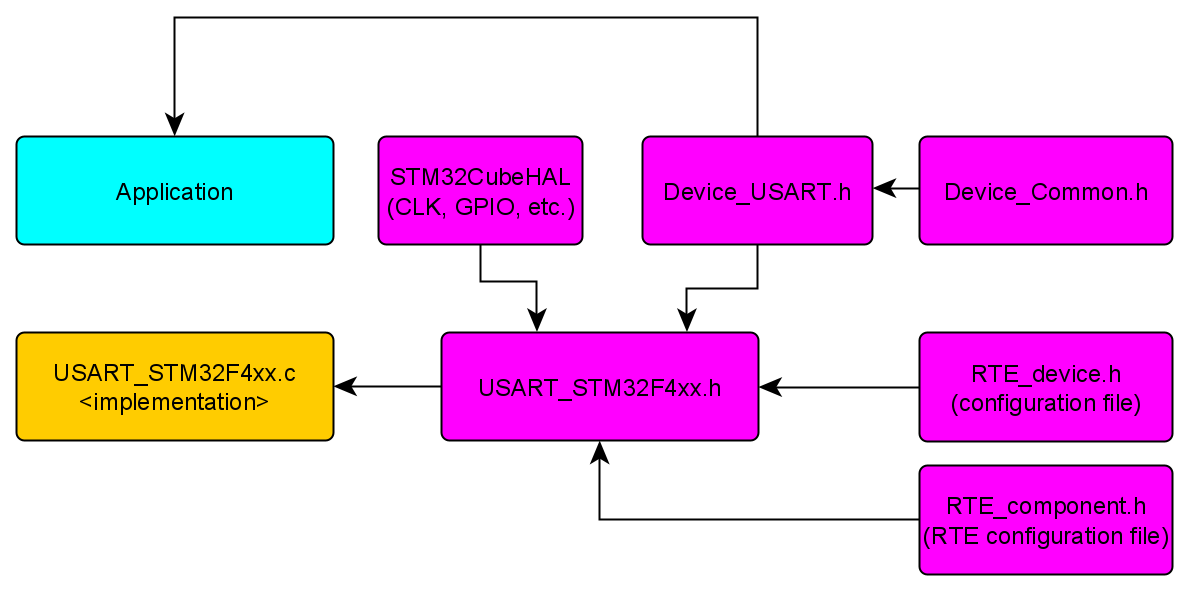 Application
STM32CubeHAL
(CLK, GPIO, etc.)
Device_USART.h
Device_Common.h
USART_STM32F4xx.c
<implementation>
USART_STM32F4xx.h
RTE_device.h
(configuration file)
RTE_component.h
(RTE configuration file)